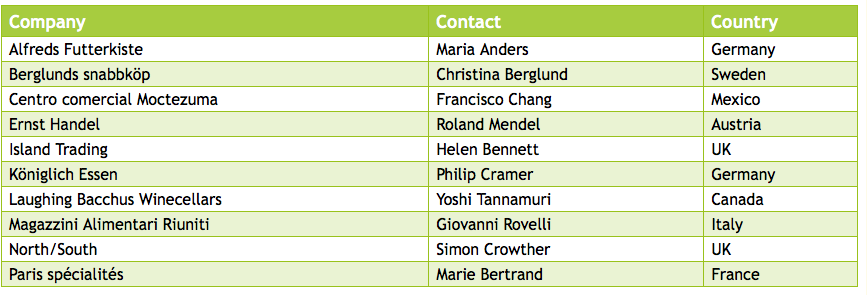 Company Contact Country
Alfreds Futterkiste Maria Anders Germany
Berglunds snabbköp Christina Berglund Sweden
Centro comercial Moctezuma Francisco Chang Mexico
Ernst Handel Roland Mendel Austria
Island Trading Helen Bennett UK
Königlich Essen Philip Cramer Germany
Laughing Bacchus Winecellars Yoshi Tannamuri Canada
Magazzini Alimentari Riuniti Giovanni Rovelli Italy
North/South Simon Crowther UK
Paris spécialités Marie Bertrand France